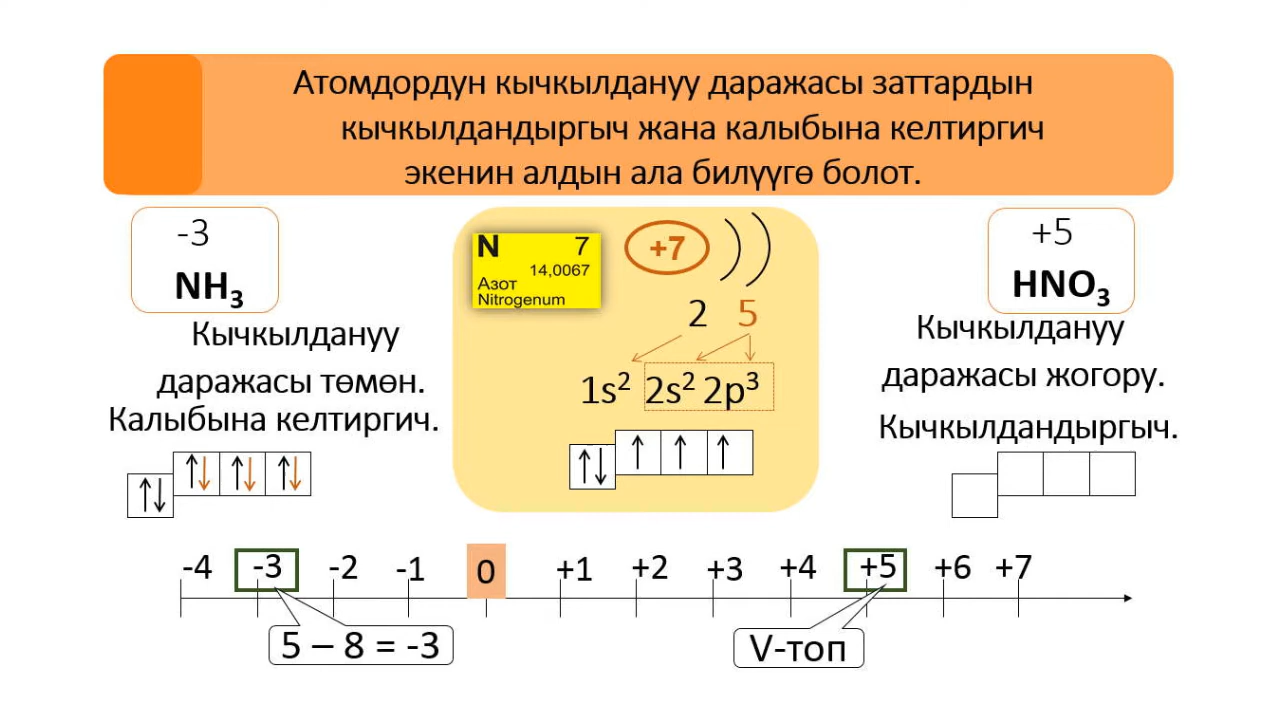 Атомдордун кычкылдануу даражасы заттардын
кычкылдандыргыч жана калыбына келтиргич
экенин алдын ала билүүгө болот.
-3
NH₃
Кычкылдануу
даражасы төмөн.
Калыбына келтиргич.
N 7
14,0067
Азот
Nitrogenum
+7
2 5
1s² 2s² 2p³
+5
HNO₃
Кычкылдануу
даражасы жогору.
Кычкылдандыргыч.
-4 -3 -2 -1 0 +1 +2 +3 +4 +5 +6 +7
5 – 8 = -3
V-топ